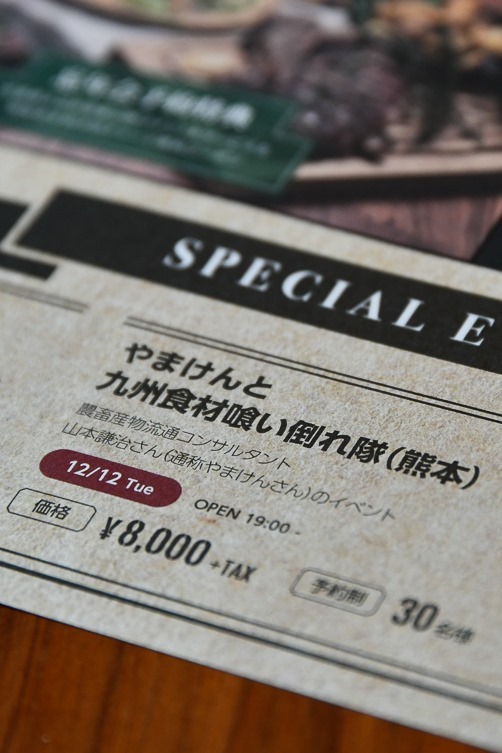 SPECIAL E
やまけんと
九州食材喰い倒れ隊(熊本)
農畜産物流通コンサルタント
山本謙治さん(通称やまけんさん)のイベント
12/12 Tue
OPEN 19:00 -
価格 ¥8,000+TAX
予約制 30名様